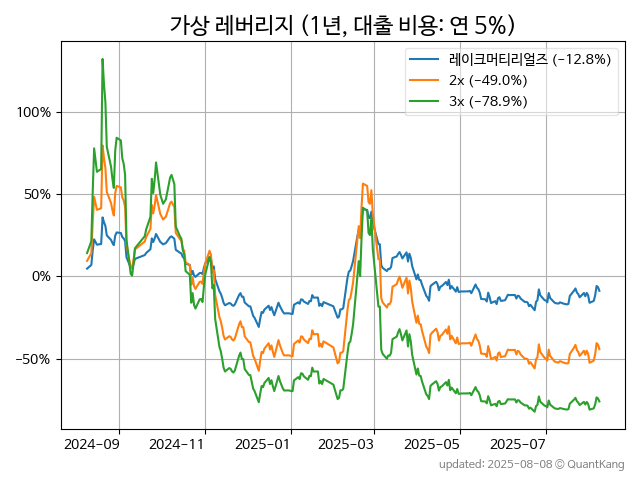 가상 레버리지 (1년, 대출 비용: 연 5%)
레이크머티리얼즈 (−12.8%)
2x (−49.0%)
3x (−78.9%)
100%
50%
0%
−50%
2024-09
2024-11
2025-01
2025-03
2025-05
2025-07
updated: 2025-08-08 © QuantKang